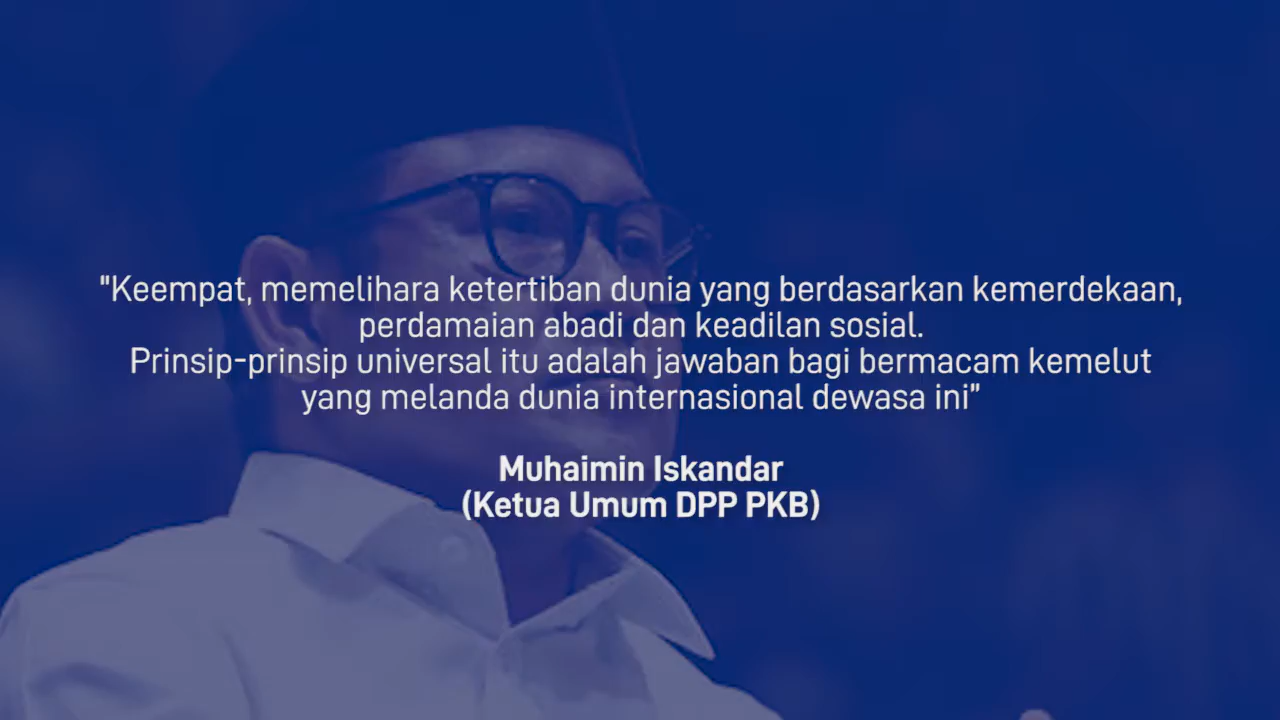 "Keempat, memelihara ketertiban dunia yang berdasarkan kemerdekaan,
perdamaian abadi dan keadilan sosial.
Prinsip-prinsip universal itu adalah jawaban bagi bermacam kemelut
yang melanda dunia internasional dewasa ini”
Muhaimin Iskandar
(Ketua Umum DPP PKB)